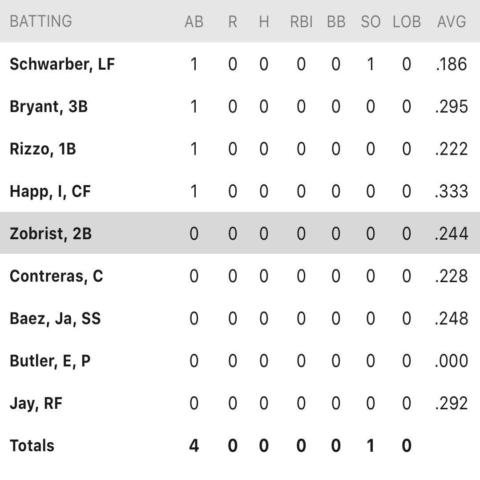 BATTING AB R H RBI BB SO LOB AVG
Schwarber, LF 1 0 0 0 0 1 0 .186
Bryant, 3B 1 0 0 0 0 0 0 .295
Rizzo, 1B 1 0 0 0 0 0 0 .222
Happ, I, CF 1 0 0 0 0 0 0 .333
Zobrist, 2B 0 0 0 0 0 0 0 .244
Contreras, C 0 0 0 0 0 0 0 .228
Baez, Ja, SS 0 0 0 0 0 0 0 .248
Butler, E, P 0 0 0 0 0 0 0 .000
Jay, RF 0 0 0 0 0 0 0 .292
Totals 4 0 0 0 0 1 0